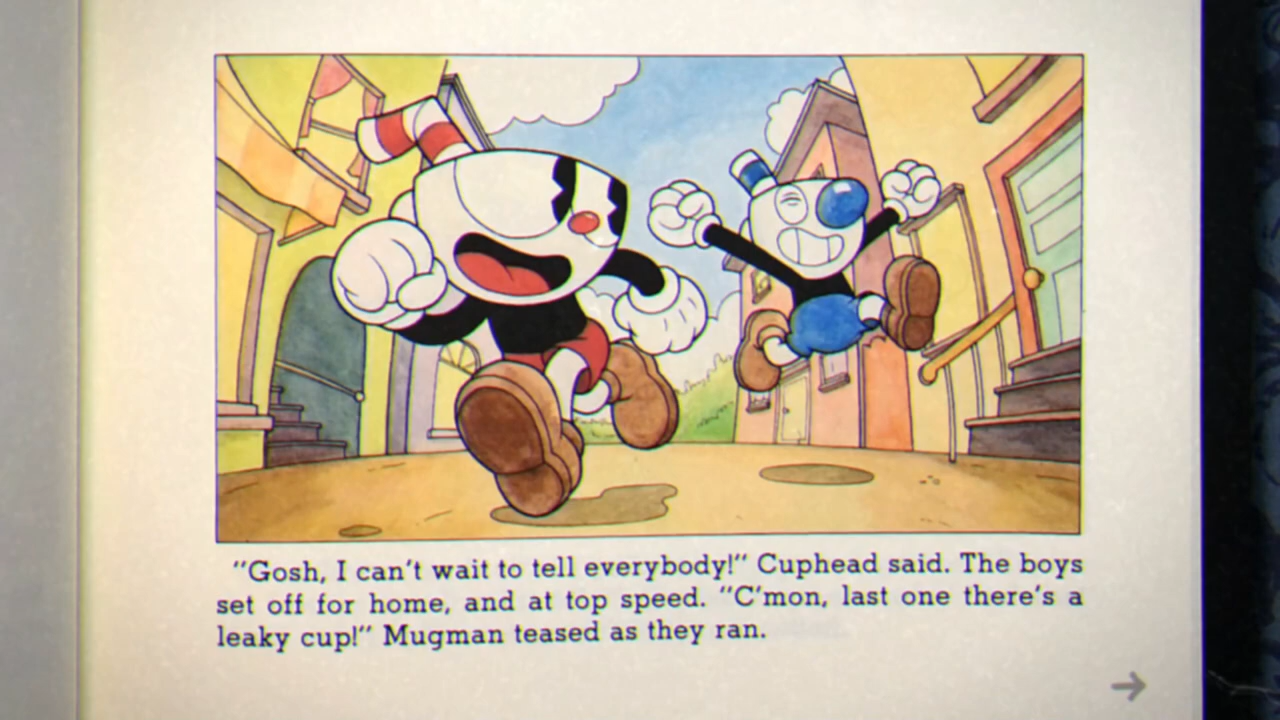 “Gosh, I can't wait to tell everybody!” Cuphead said. The boys
set off for home, and at top speed. “C'mon, last one there's a
leaky cup!” Mugman teased as they ran.